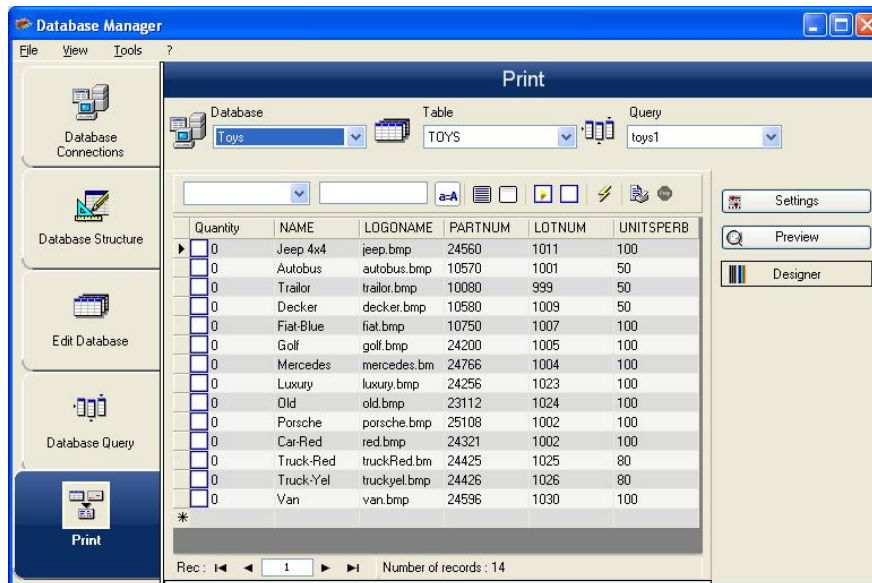 Database Manager
File View Tools ?
Print
Database Connections
Database Structure
Edit Database
Database Query
Print
Database Table Query
Toys TOYS toys1
a=A
Settings
Preview
Designer
Quantity NAME LOGONAME PARTNUM LOTNUM UNITSPERB
0 Jeep 4x4 jeep.bmp 24560 1011 100
0 Autobus autobus.bmp 10570 1001 50
0 Trailor trailor.bmp 10080 999 50
0 Decker decker.bmp 10580 1009 50
0 Fiat-Blue fiat.bmp 10750 1007 100
0 Golf golf.bmp 24200 1005 100
0 Mercedes mercedes.bm 24766 1004 100
0 Luxury luxury.bmp 24256 1023 100
0 Old old.bmp 23112 1024 100
0 Porsche porsche.bmp 25108 1002 100
0 Car-Red red.bmp 24321 1002 100
0 Truck-Red truckRed.bm 24425 1025 80
0 Truck-Yel truckyel.bmp 24426 1026 80
0 Van van.bmp 24596 1030 100
Rec : 1 Number of records : 14